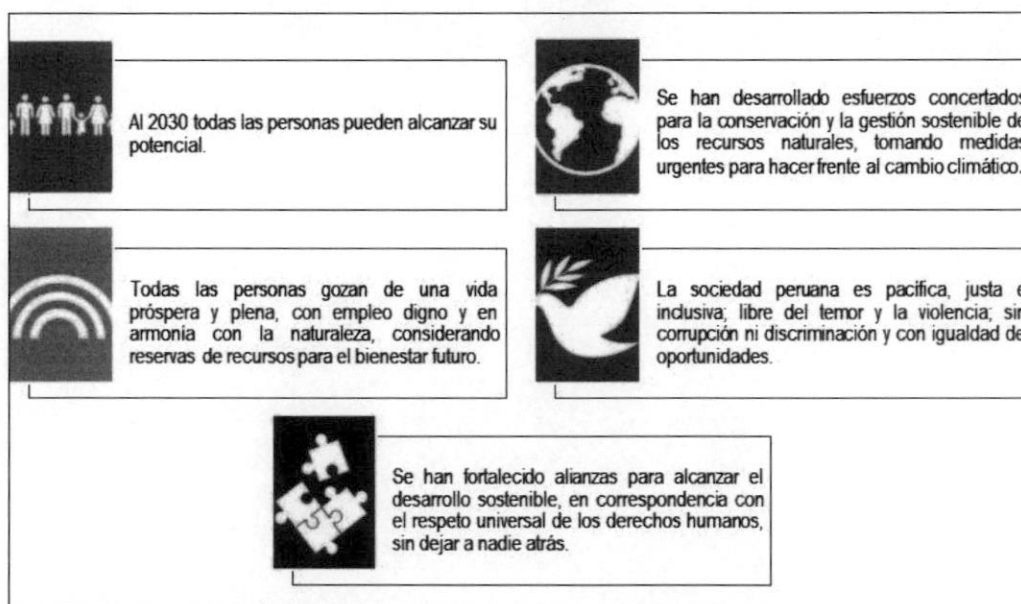 Al 2030 todas las personas pueden alcanzar su
potencial.
Se han desarrollado esfuerzos concertados
para la conservación y la gestión sostenible de
los recursos naturales, tomando medidas
urgentes para hacer frente al cambio climático.
Todas las personas gozan de una vida
próspera y plena, con empleo digno y en
armonía con la naturaleza, considerando
reservas de recursos para el bienestar futuro.
La sociedad peruana es pacífica, justa e
inclusiva; libre del temor y la violencia; sin
corrupción ni discriminación y con igualdad de
oportunidades.
Se han fortalecido alianzas para alcanzar el
desarrollo sostenible, en correspondencia con
el respeto universal de los derechos humanos,
sin dejar a nadie atrás.